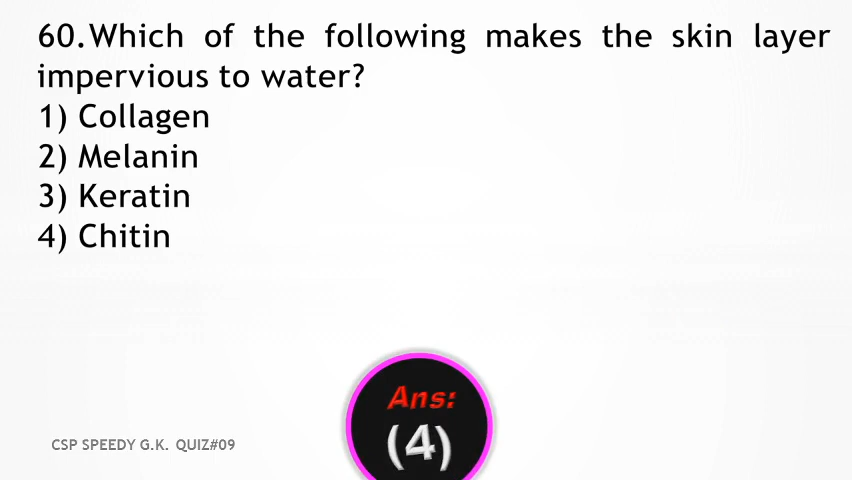 60.Which of the following makes the skin layer
impervious to water?
1) Collagen
2) Melanin
3) Keratin
4) Chitin
Ans:
(4)
CSP SPEEDY G.K. QUIZ#09